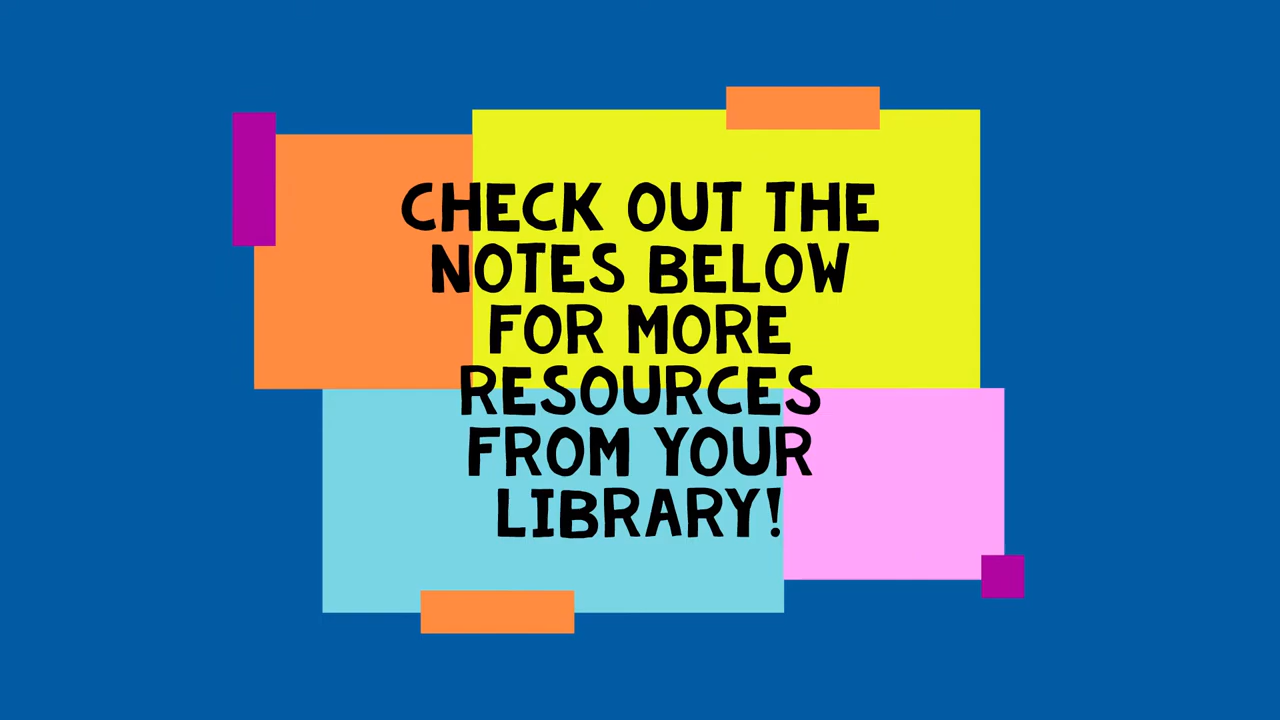 CHECK OUT THE
NOTES BELOW
FOR MORE
RESOURCES
FROM YOUR
LIBRARY!